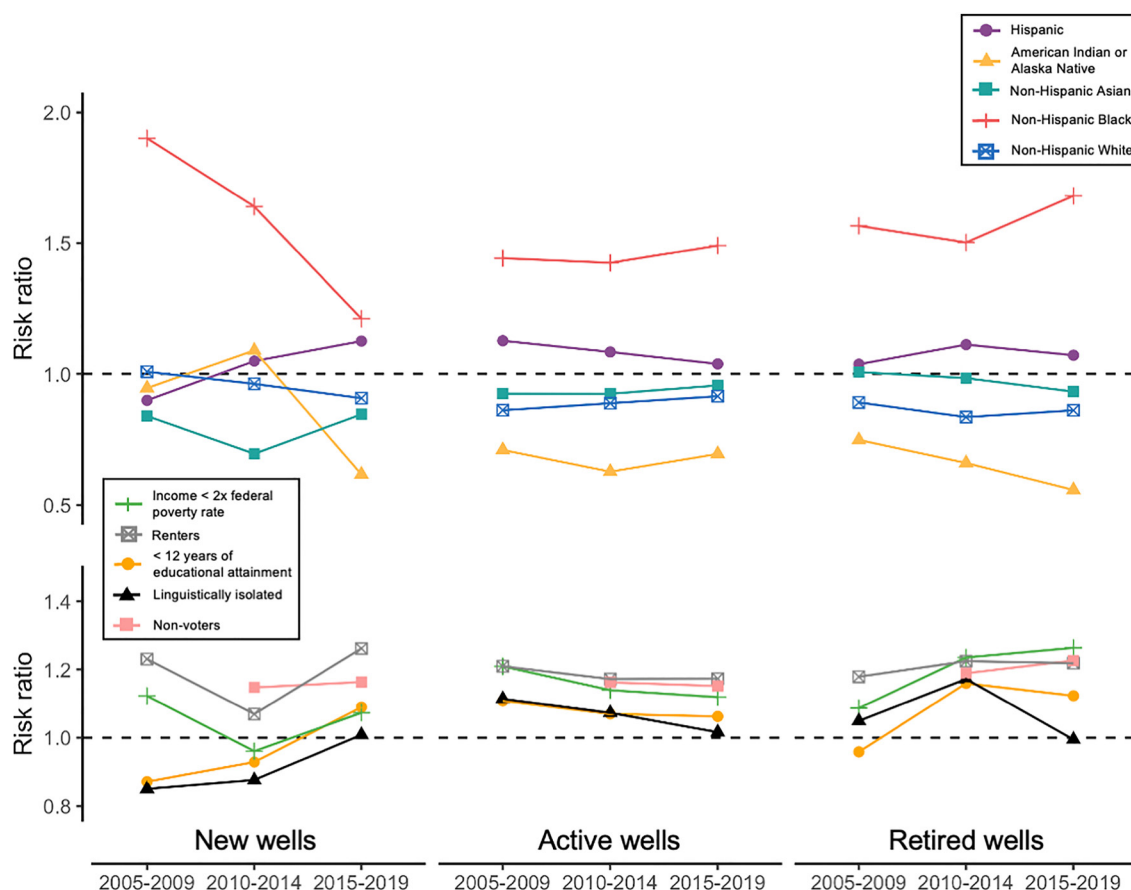 Hispanic
American Indian or
Alaska Native
Non-Hispanic Asian
Non-Hispanic Black
Non-Hispanic White
Risk ratio
2.0
1.5
1.0
0.5
Income < 2x federal
poverty rate
Renters
< 12 years of
educational attainment
Linguistically isolated
Non-voters
Risk ratio
1.4
1.2
1.0
0.8
New wells
Active wells
Retired wells
2005-2009 2010-2014 2015-2019
2005-2009 2010-2014 2015-2019
2005-2009 2010-2014 2015-2019